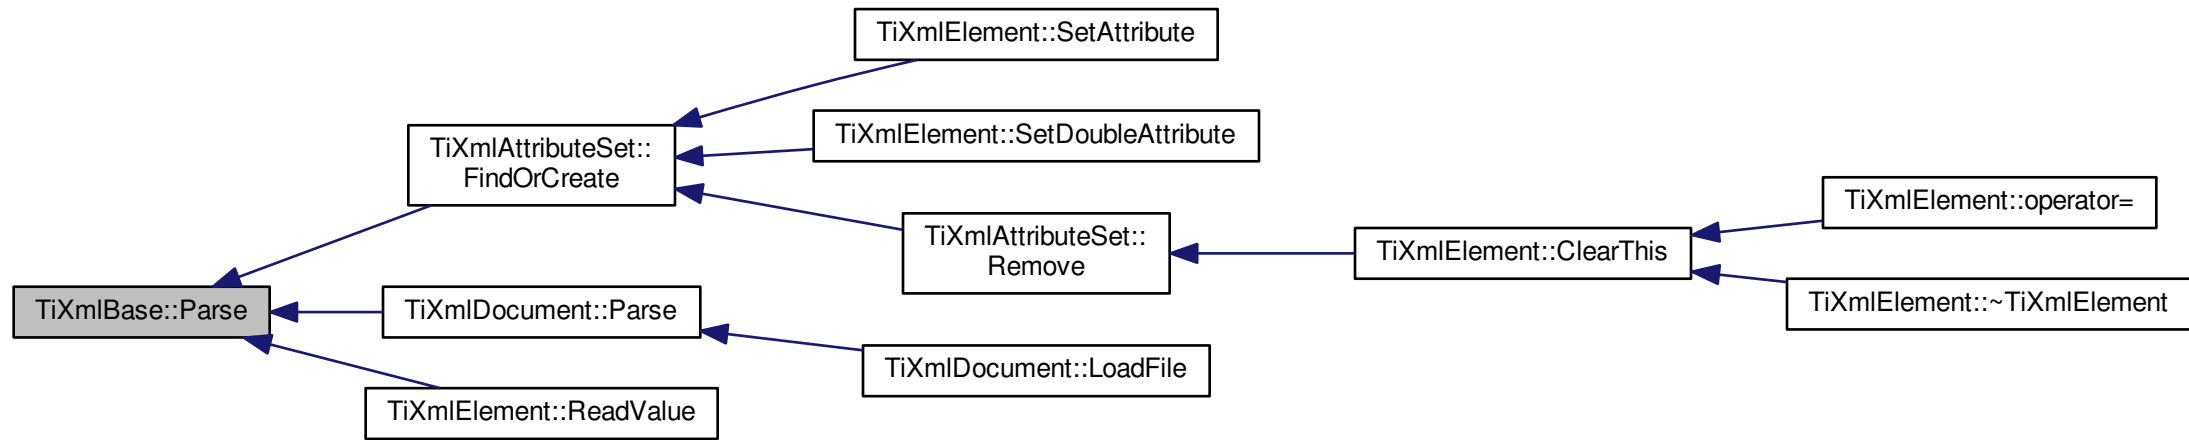 TiXmlElement::SetAttribute
TiXmlElement::SetDoubleAttribute
TiXmlAttributeSet::
FindOrCreate
TiXmlElement::operator=
TiXmlAttributeSet::
Remove
TiXmlElement::ClearThis
TiXmlElement::~TiXmlElement
TiXmlBase::Parse
TiXmlDocument::Parse
TiXmlDocument::LoadFile
TiXmlElement::ReadValue